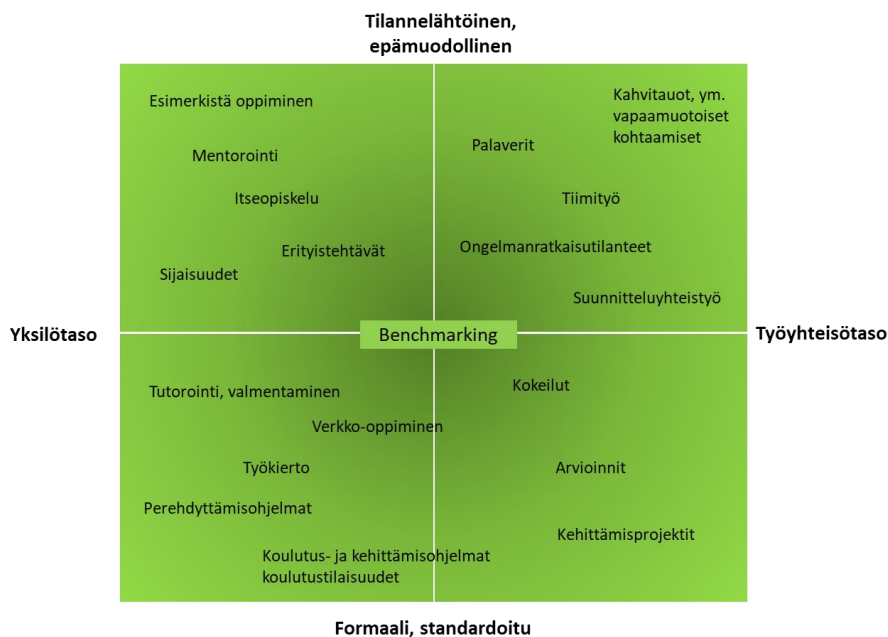 Tilannelähtöinen,
epämuodollinen
Esimerkistä oppiminen
Mentorointi
Itseopiskelu
Erityistehtävät
Sijaisuudet
Kahvitauot, ym.
vapaamuotoiset
kohtaamiset
Palaverit
Tiimityö
Ongelmanratkaisutilanteet
Suunnitteluyhteistyö
Yksilötaso
Benchmarking
Työyhteisötaso
Tutorointi, valmentaminen
Verkko-oppiminen
Työkierto
Perehdyttämisohjelmat
Koulutus- ja kehittämisohjelmat
koulutustilaisuudet
Kokeilut
Arvioinnit
Kehittämisprojektit
Formaali, standardoitu